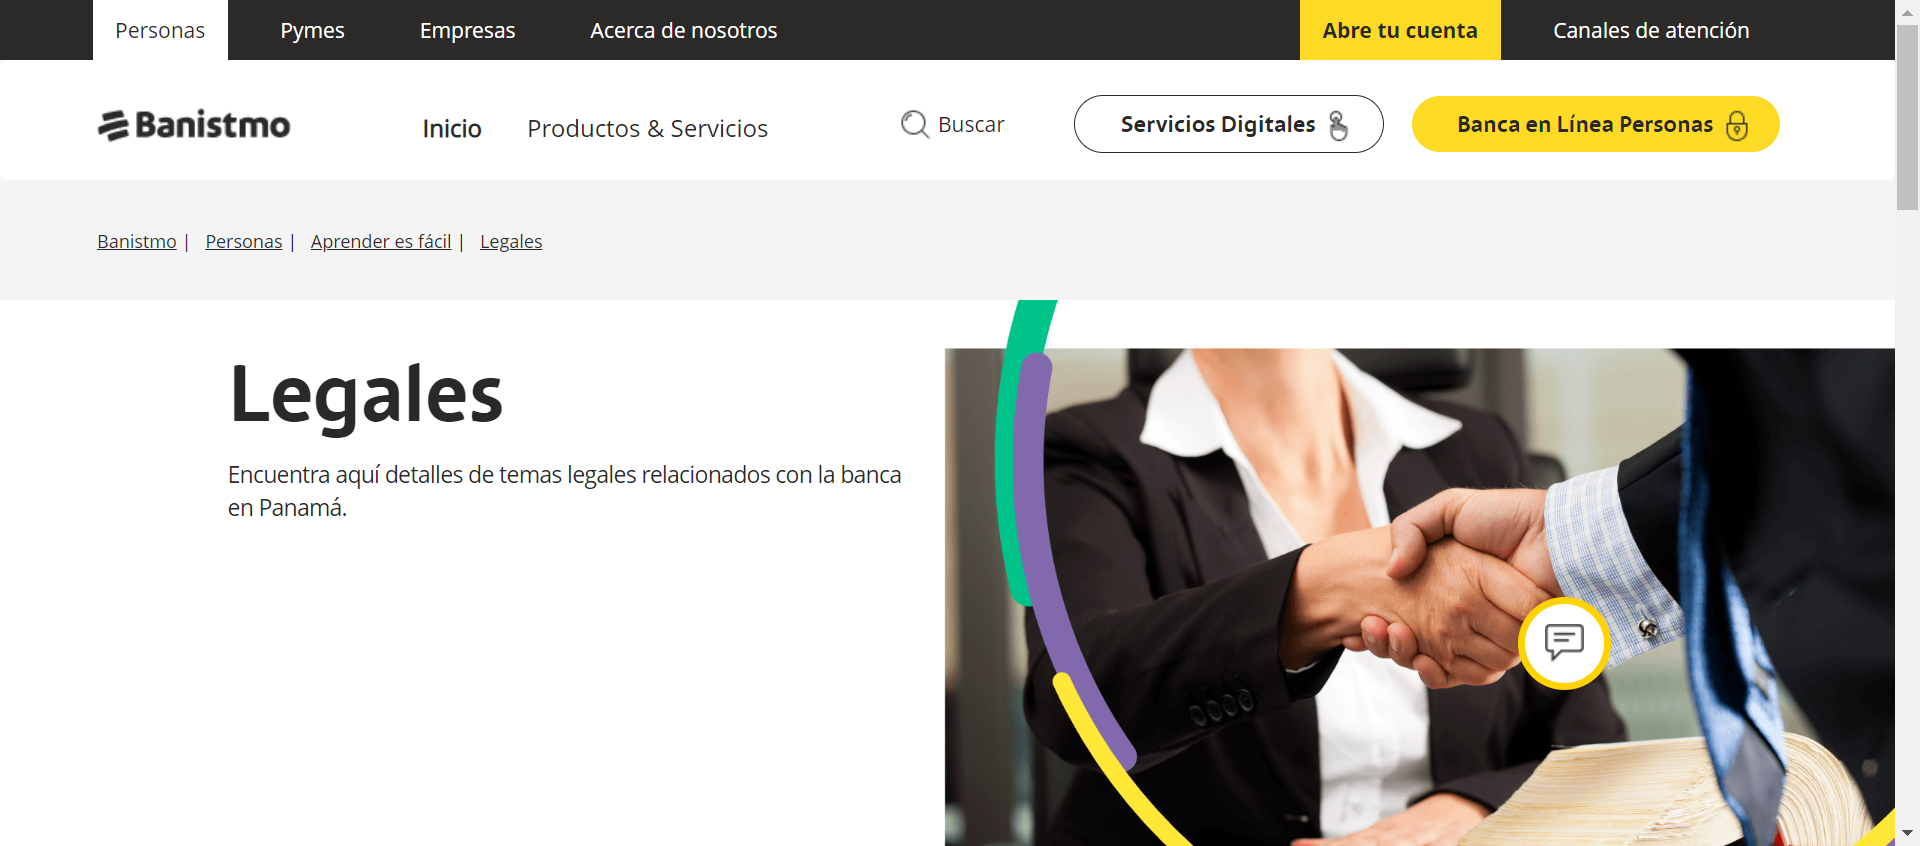 Personas
Pymes
Empresas
Acerca de nosotros
Abre tu cuenta
Canales de atención
Banistmo
Inicio
Productos & Servicios
Buscar
Servicios Digitales
Banca en Línea Personas
Banistmo | Personas | Aprender es fácil | Legales
Legales
Encuentra aquí detalles de temas legales relacionados con la banca
en Panamá.